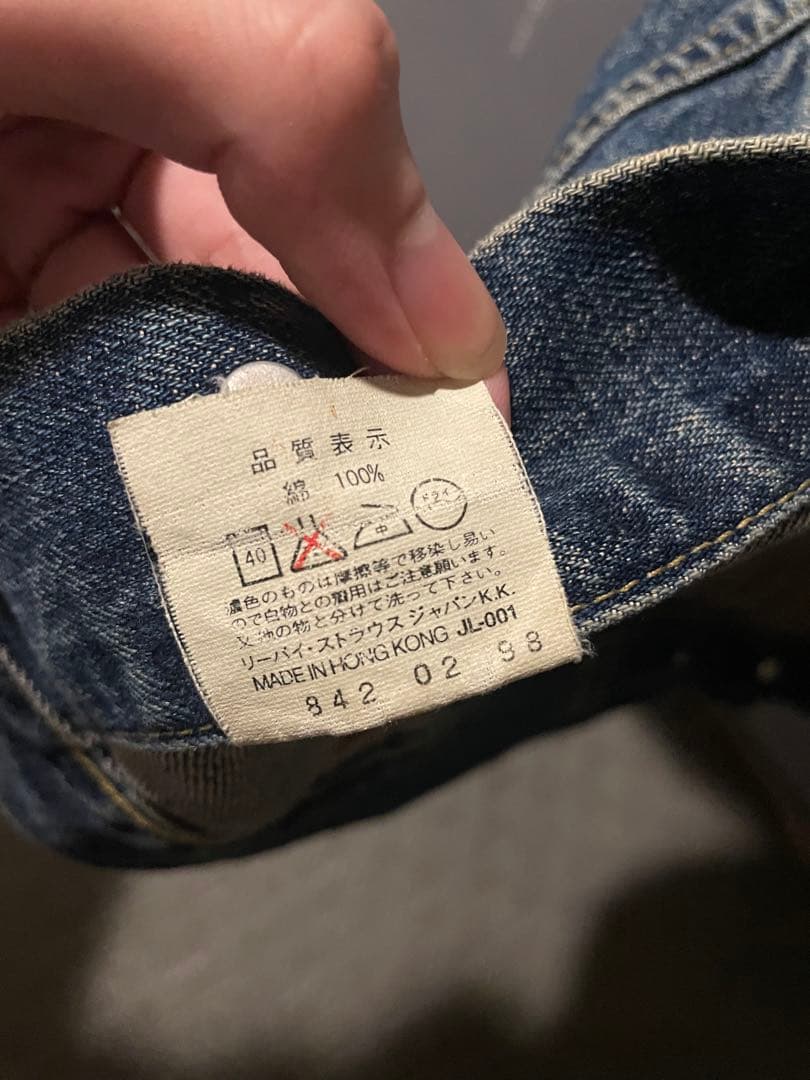 品質表示
綿 100%
40 中 ドライ
濃色のものは摩擦等で移染し易い
ので白物との着用はご注意願います。
又他の物と分けて洗って下さい。
リーバイ・ストラウス ジャパンK.K.
MADE IN HONG KONG JL-001
842 02 98